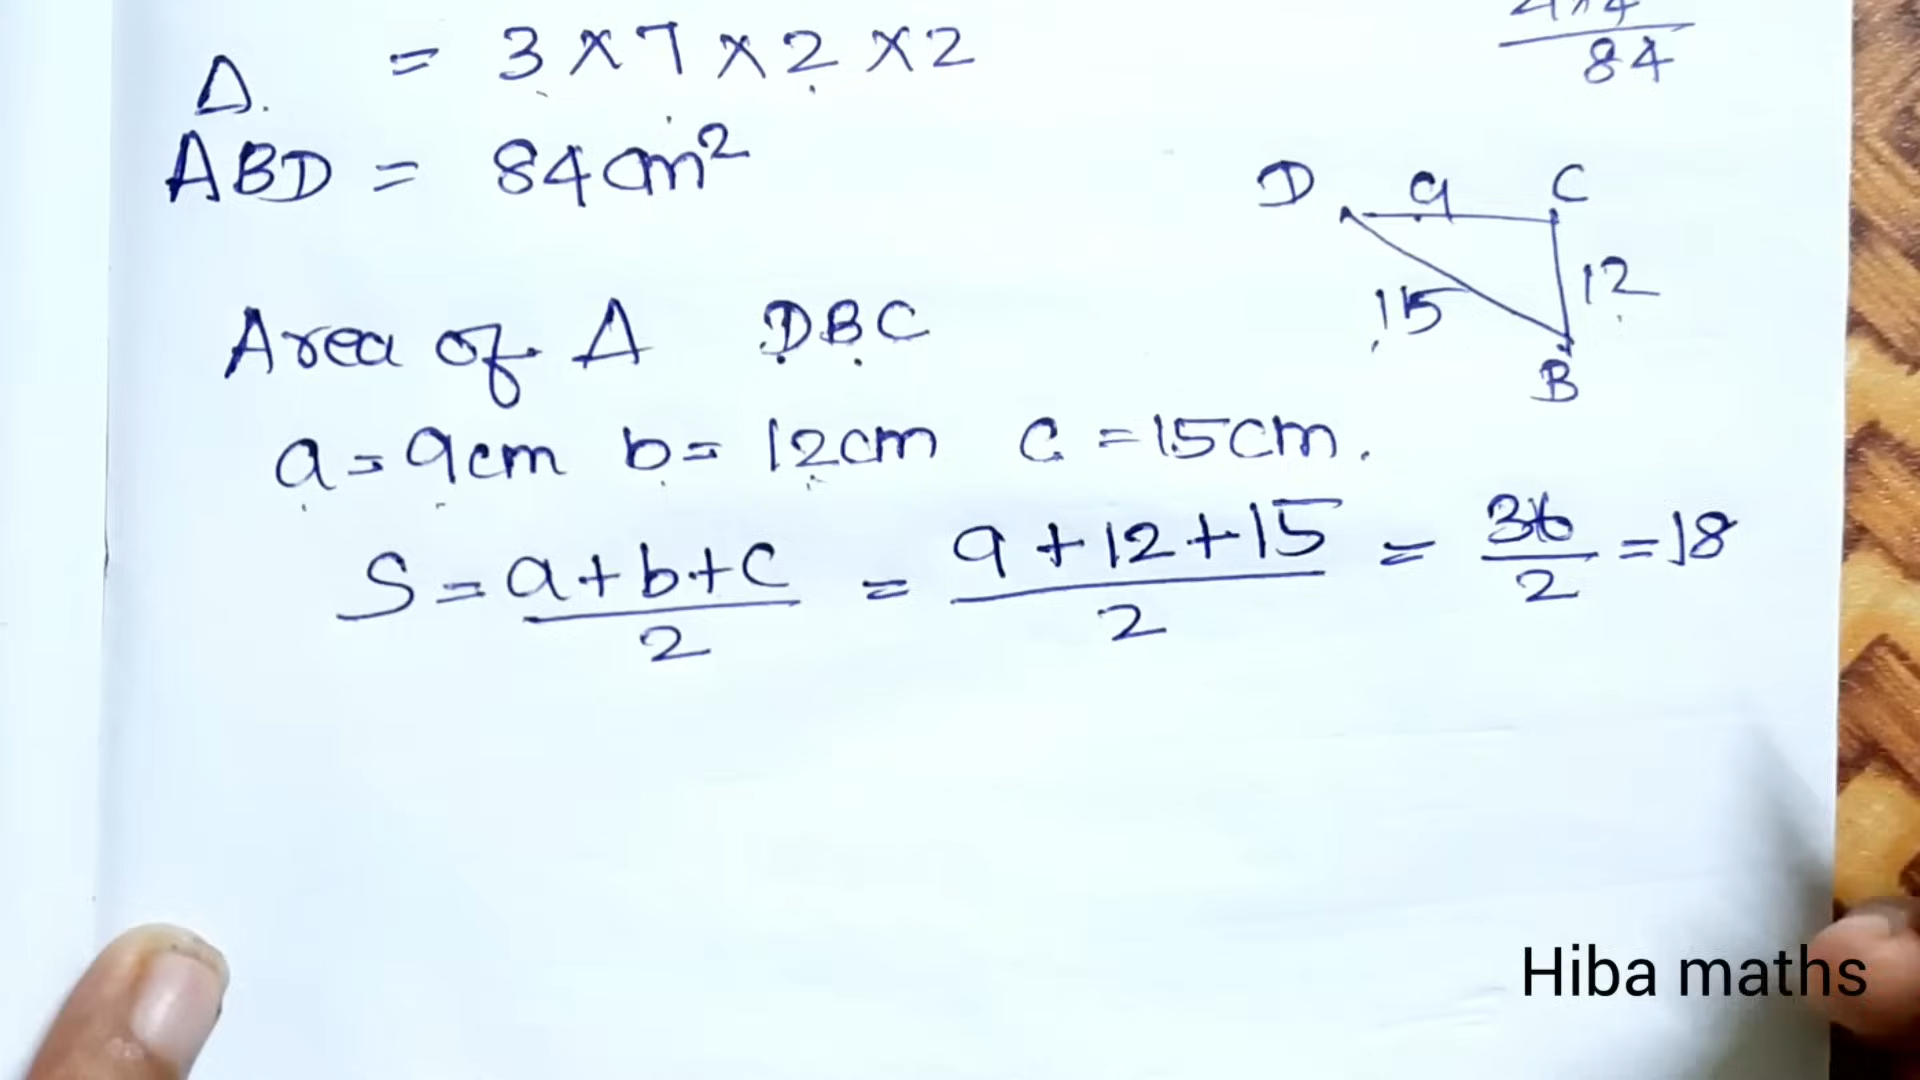 = 3 × 7 × 2 × 2
84
Δ.
ABD = 84 cm²
D 9 C
15 12
B
Area of Δ DBC
a = 9cm b = 12cm c = 15cm.
S = a+b+c/2 = 9+12+15/2 = 36/2 = 18
Hiba maths